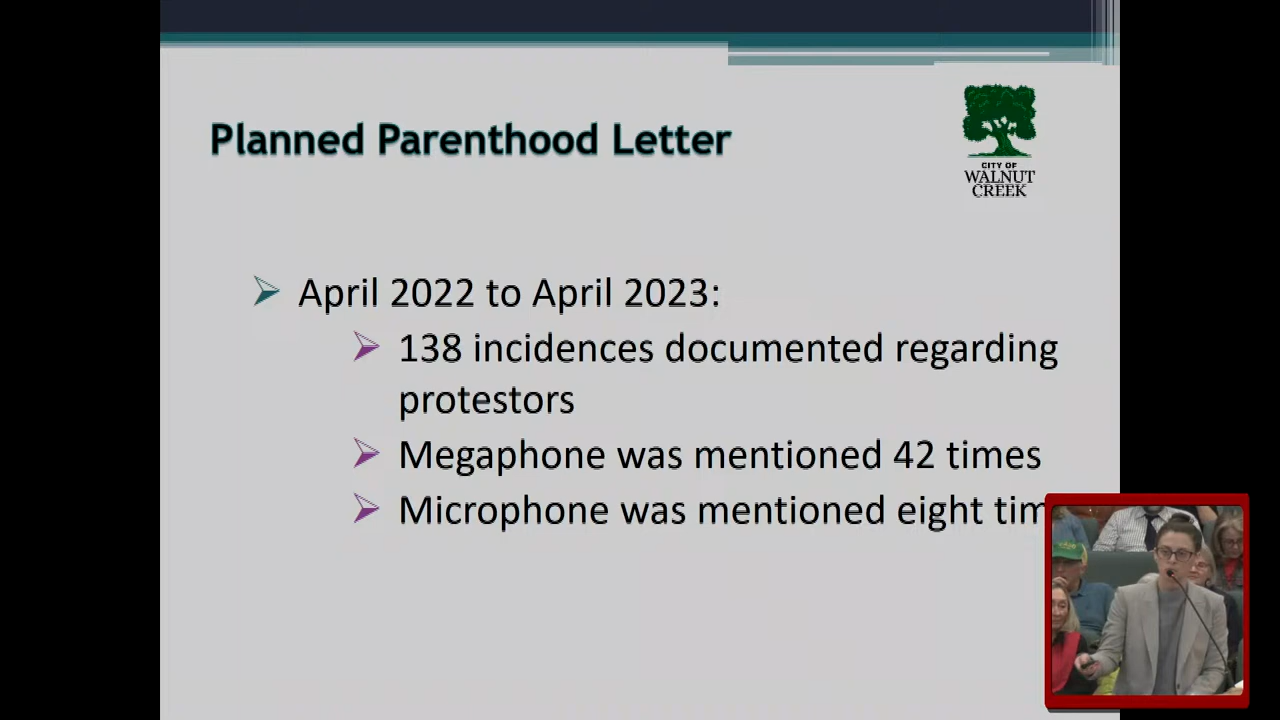 Planned Parenthood Letter
CITY OF
WALNUT
CREEK
April 2022 to April 2023:
138 incidences documented regarding
protestors
Megaphone was mentioned 42 times
Microphone was mentioned eight tim